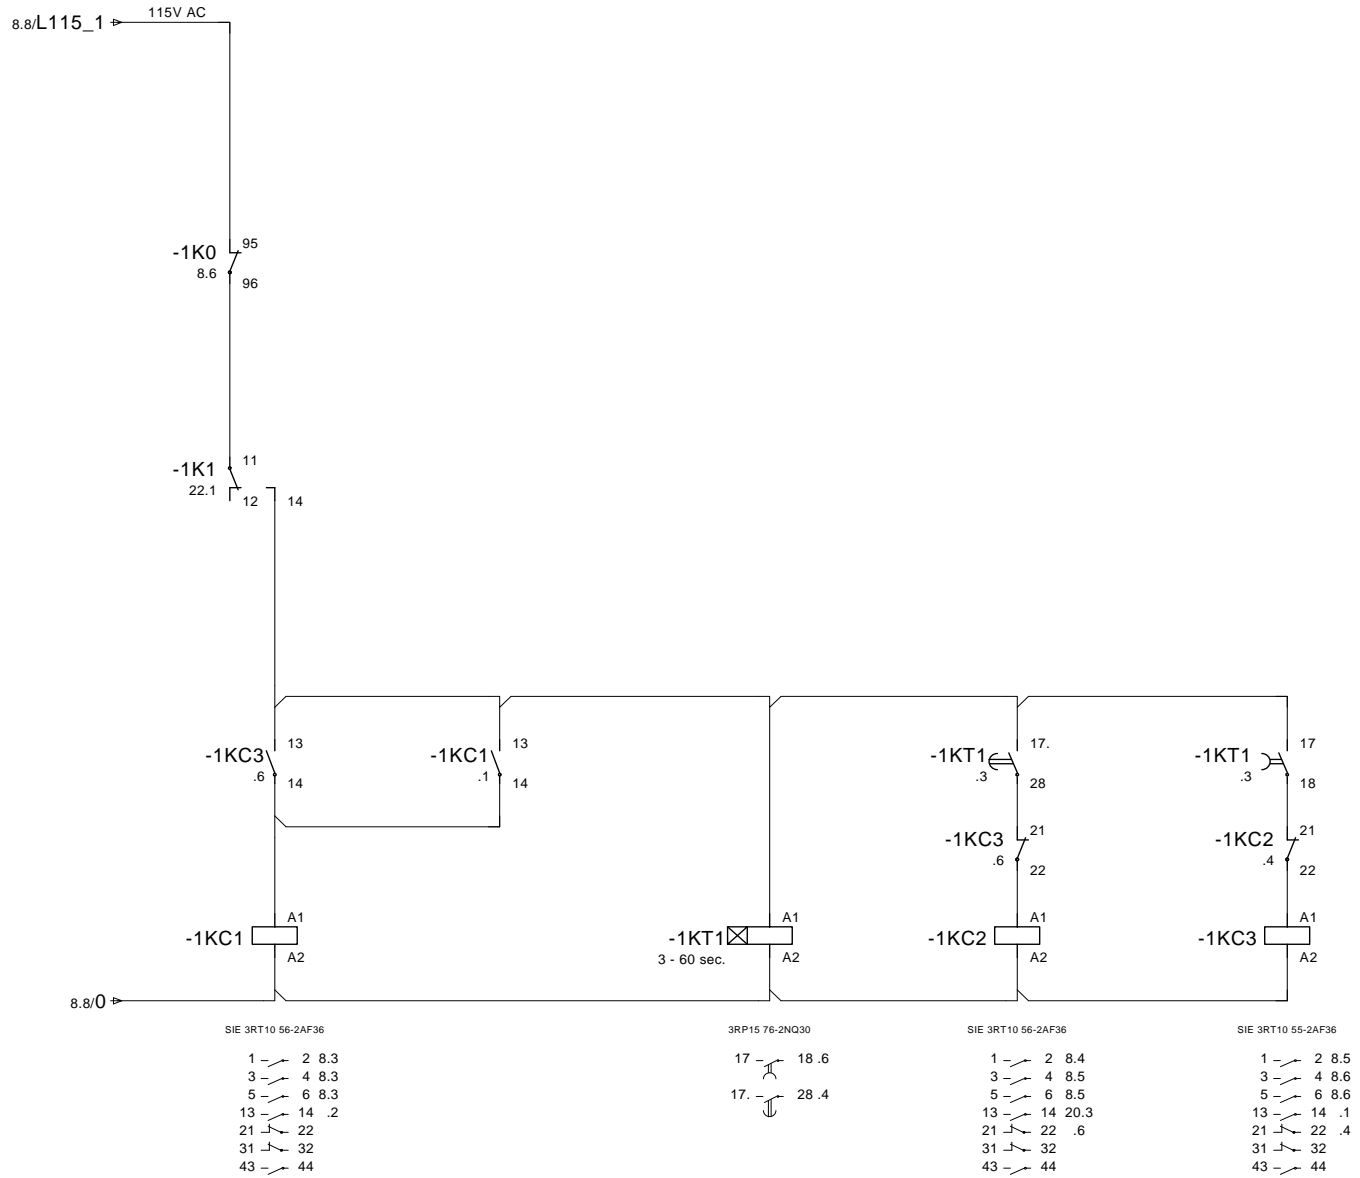 8.8/L115_1
115V AC
-1K0
8.6
95
96
-1K1
22.1
11
12
14
-1KC3
.6
13
14
-1KC1
.1
13
14
-1KT1
.3
17.
28
-1KT1
.3
17
18
-1KC3
.6
21
22
-1KC2
.4
21
22
-1KC1
A1
A2
-1KT1
3 - 60 sec.
A1
A2
-1KC2
A1
A2
-1KC3
A1
A2
8.8/0
SIE 3RT10 56-2AF36
1 2 8.3
3 4 8.3
5 6 8.3
13 14 .2
21 22
31 32
43 44
3RP15 76-2NQ30
17 18 .6
17. 28 .4
SIE 3RT10 56-2AF36
1 2 8.4
3 4 8.5
5 6 8.5
13 14 20.3
21 22 .6
31 32
43 44
SIE 3RT10 55-2AF36
1 2 8.5
3 4 8.6
5 6 8.6
13 14 .1
21 22 .4
31 32
43 44